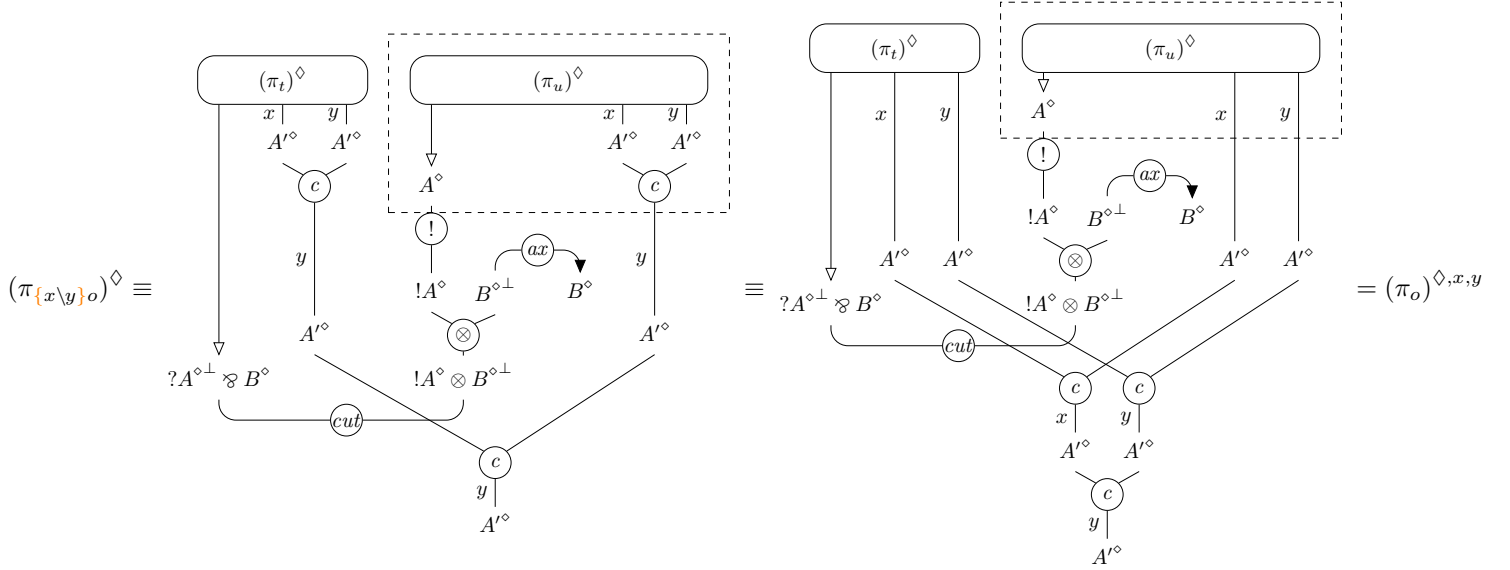 (π_t)^◊ (π_u)^◊ (π_t)^◊ (π_u)^◊
x y x y A^⋄ x y x y
A'^⋄ A'^⋄ A'^⋄ A'^⋄ !
c A^⋄ c ax
! !A^⋄ B^⋄⊥ B^⋄
y ax y ⊗ A'^⋄ A'^⋄ A'^⋄ A'^⋄
(π_{x\y}o)^◊ ≡ !A^⋄ B^⋄⊥ B^⋄ ≡ ?A^⋄⊥ ⅋ B^⋄ !A^⋄ ⊗ B^⋄⊥ = (π_o)^◊,x,y
A'^⋄ ⊗ A'^⋄ cut
?A^⋄⊥ ⅋ B^⋄ !A^⋄ ⊗ B^⋄⊥ c c
cut x y
c A'^⋄ A'^⋄
y c
A'^⋄ y
A'^⋄